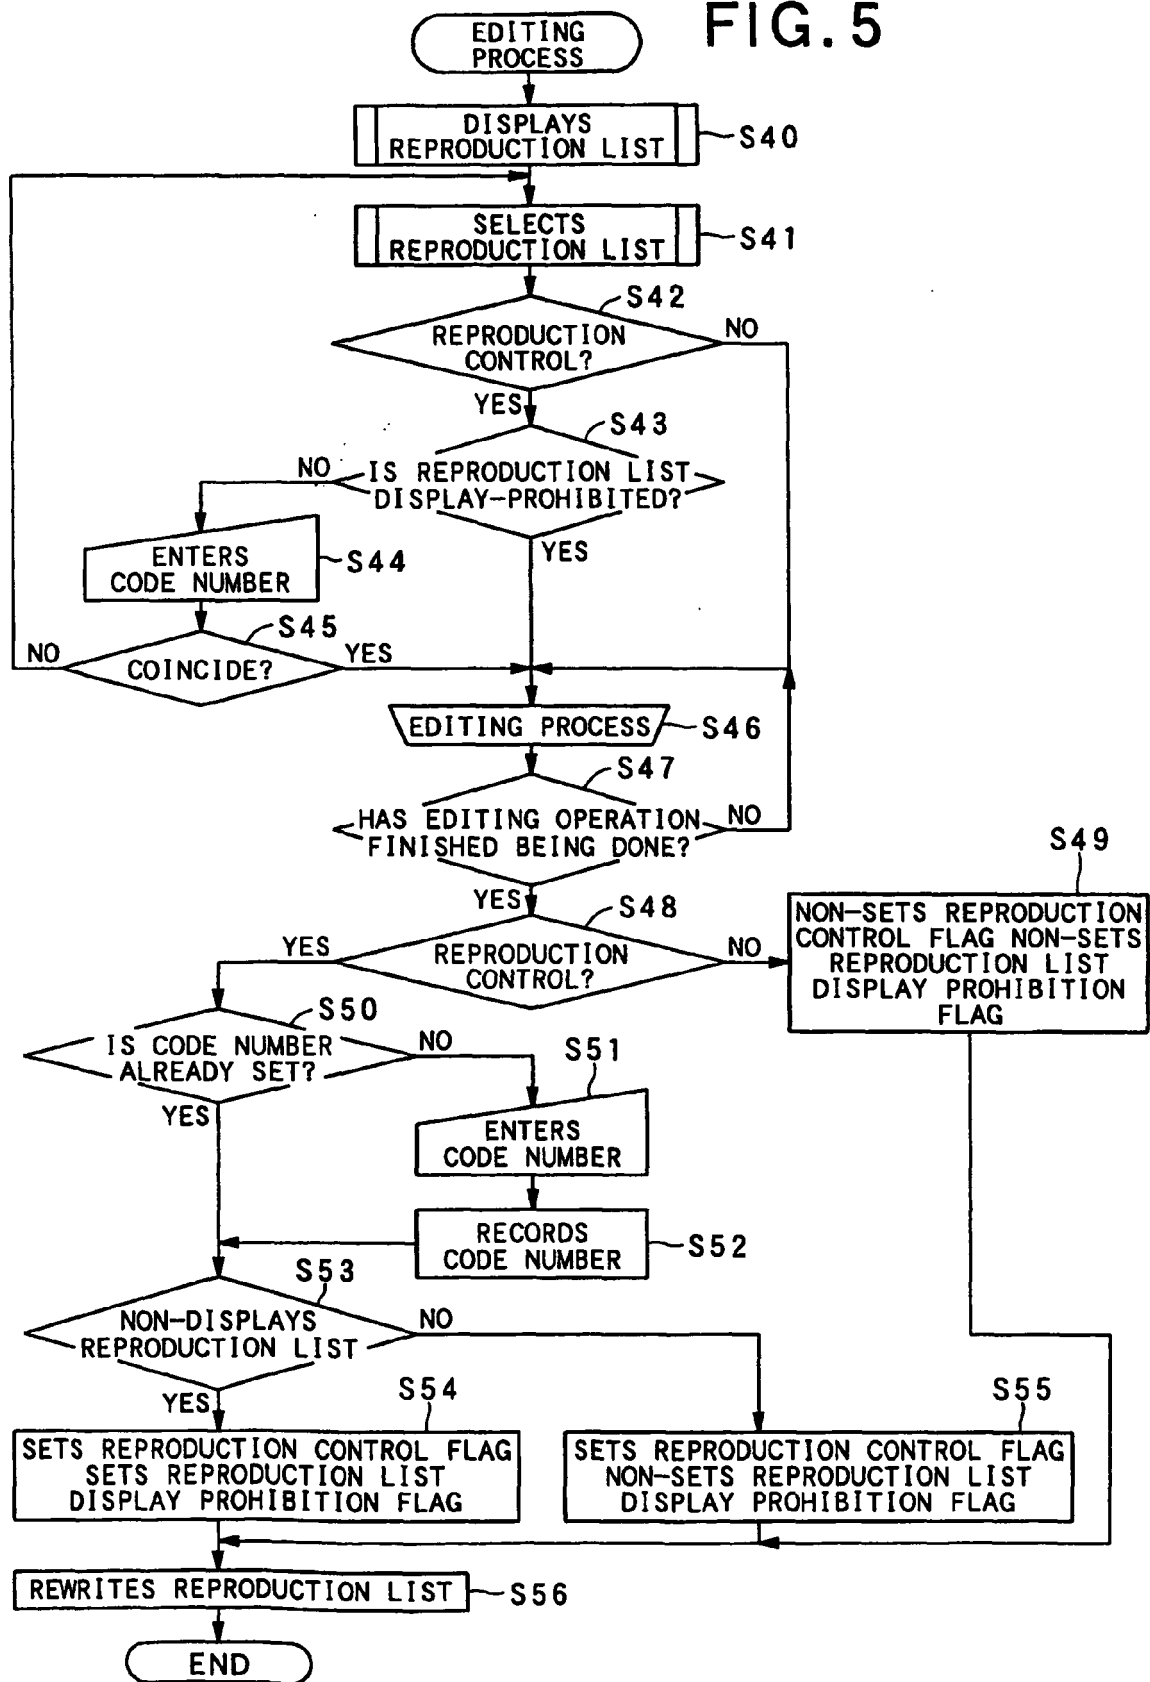 FIG. 5
EDITING
PROCESS
DISPLAYS
REPRODUCTION LIST
S40
SELECTS
REPRODUCTION LIST
S41
S42
REPRODUCTION
CONTROL?
NO
YES
S43
IS REPRODUCTION LIST
DISPLAY-PROHIBITED?
NO
YES
ENTERS
CODE NUMBER
S44
S45
COINCIDE?
NO
YES
EDITING PROCESS
S46
S47
HAS EDITING OPERATION
FINISHED BEING DONE?
NO
YES
S48
REPRODUCTION
CONTROL?
YES
NO
S49
NON-SETS REPRODUCTION
CONTROL FLAG NON-SETS
REPRODUCTION LIST
DISPLAY PROHIBITION
FLAG
S50
IS CODE NUMBER
ALREADY SET?
NO
YES
S51
ENTERS
CODE NUMBER
RECORDS
CODE NUMBER
S52
S53
NON-DISPLAYS
REPRODUCTION LIST
NO
YES
S54
SETS REPRODUCTION CONTROL FLAG
SETS REPRODUCTION LIST
DISPLAY PROHIBITION FLAG
S55
SETS REPRODUCTION CONTROL FLAG
NON-SETS REPRODUCTION LIST
DISPLAY PROHIBITION FLAG
REWRITES REPRODUCTION LIST
S56
END